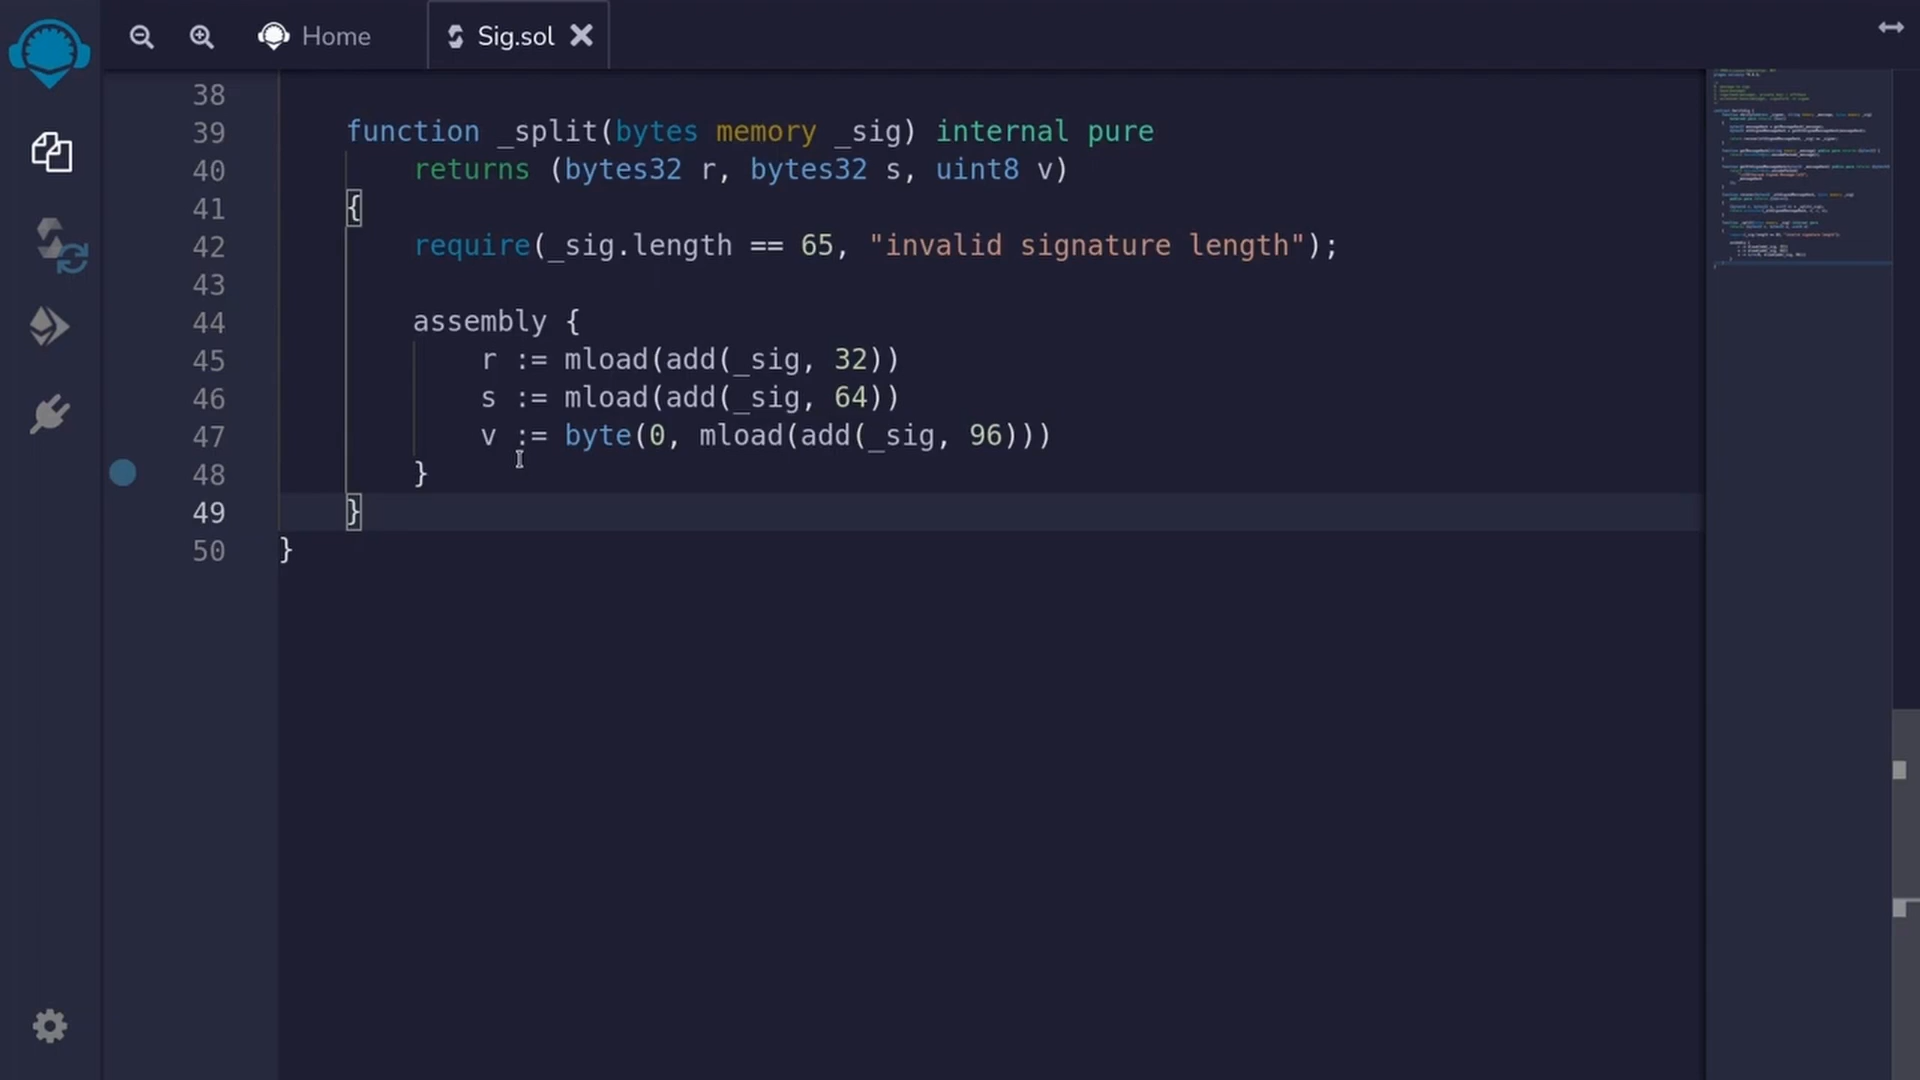 Home
Sig.sol
38
39 function _split(bytes memory _sig) internal pure
40 returns (bytes32 r, bytes32 s, uint8 v)
41 {
42 require(_sig.length == 65, "invalid signature length");
43
44 assembly {
45 r := mload(add(_sig, 32))
46 s := mload(add(_sig, 64))
47 v := byte(0, mload(add(_sig, 96)))
48 }
49 }
50 }